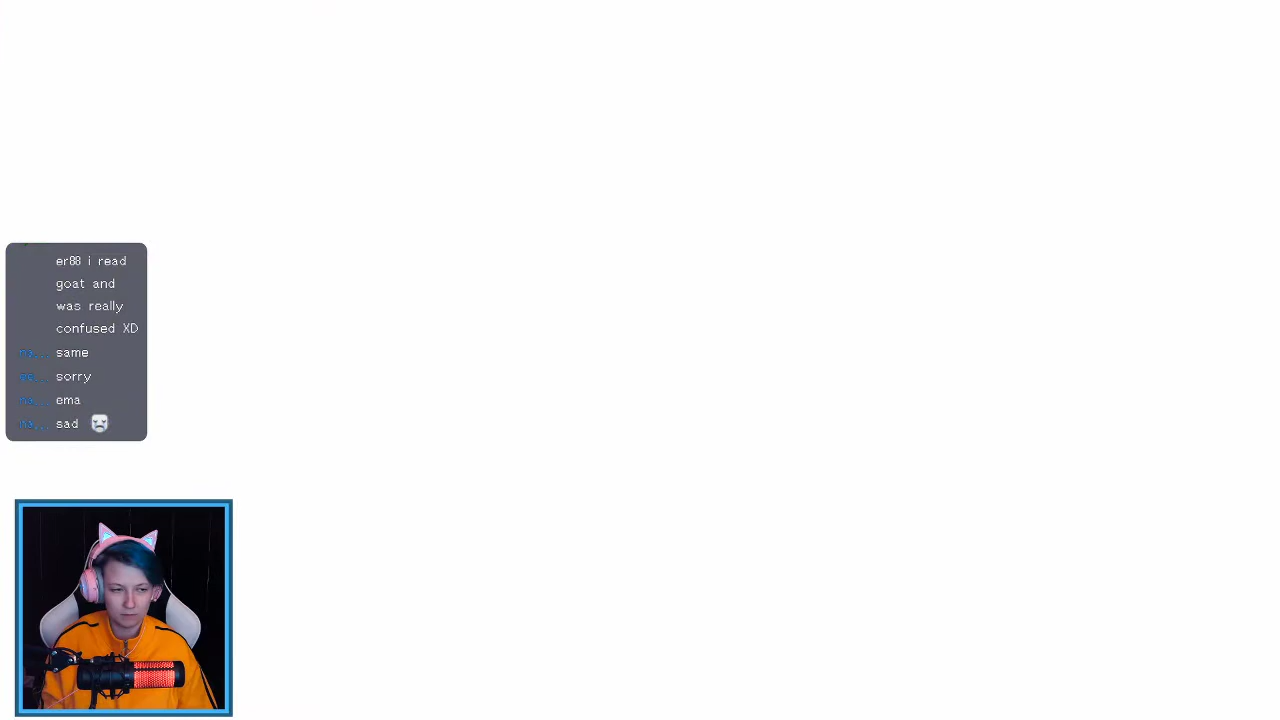 er88 i read
goat and
was really
confused XD
same
sorry
ema
sad